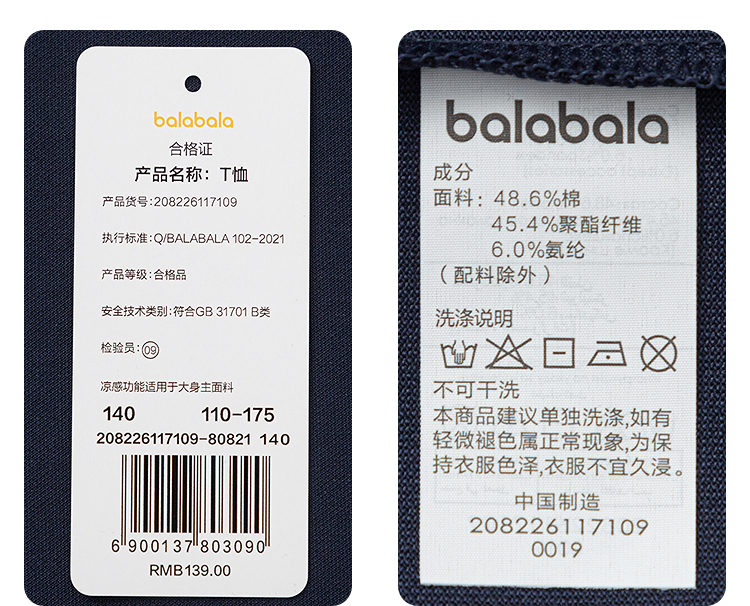 balabala
合格证
产品名称：T恤
产品货号：208226117109
执行标准：Q/BALABALA 102-2021
产品等级：合格品
安全技术类别：符合GB 31701 B类
检验员：09
凉感功能适用于大身主面料
140 110-175
208226117109-80821 140
6 900137 803090
RMB139.00
balabala
成分
面料：48.6%棉
45.4%聚酯纤维
6.0%氨纶
（配料除外）
洗涤说明
不可干洗
本商品建议单独洗涤,如有
轻微褪色属正常现象,为保
持衣服色泽,衣服不宜久浸。
中国制造
208226117109
0019